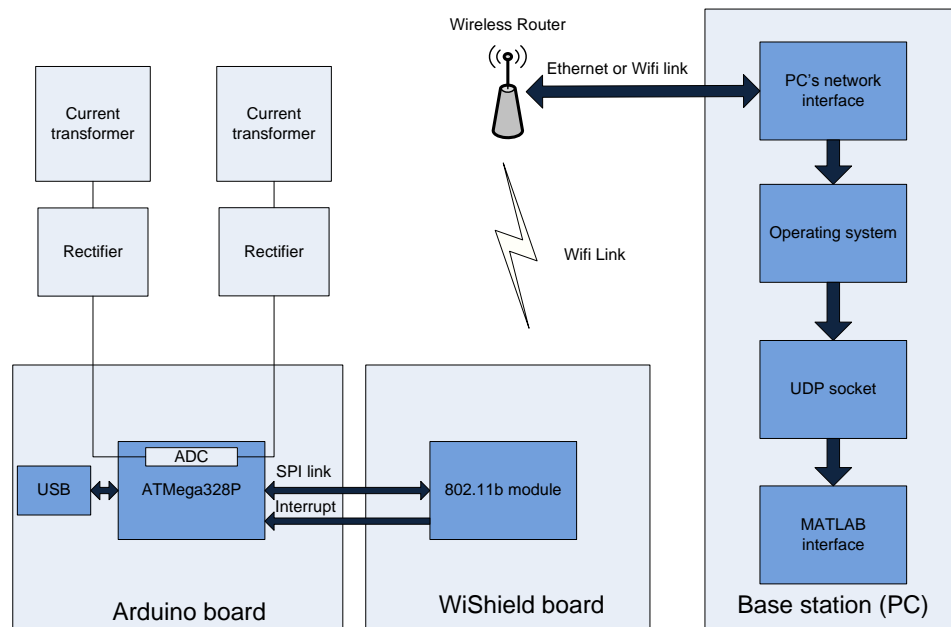 Wireless Router
Ethernet or Wifi link
PC's network
interface
Current
transformer
Current
transformer
Rectifier
Rectifier
Operating system
Wifi Link
UDP socket
ADC
ATMega328P
USB
SPI link
Interrupt
802.11b module
MATLAB
interface
Arduino board
WiShield board
Base station (PC)